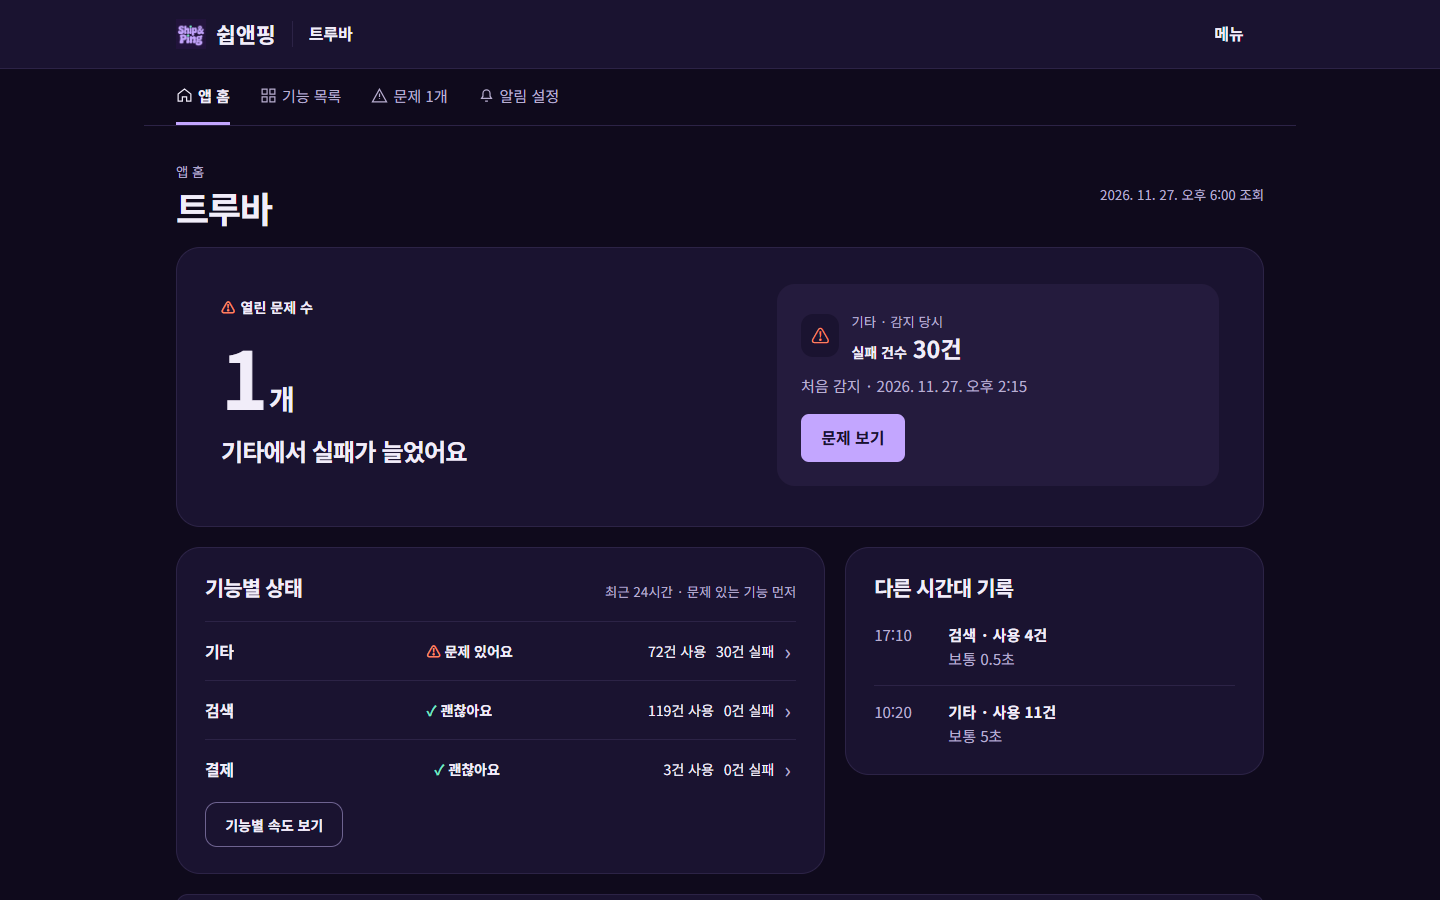 Ship&
Ping
쉽앤핑
트루바
메뉴
앱 홈
기능 목록
문제 1개
알림 설정
앱 홈
트루바
2026. 11. 27. 오후 6:00 조회
열린 문제 수
1개
기타에서 실패가 늘었어요
기타 · 감지 당시
실패 건수 30건
처음 감지 · 2026. 11. 27. 오후 2:15
문제 보기
기능별 상태
최근 24시간 · 문제 있는 기능 먼저
기타 문제 있어요 72건 사용 30건 실패 ›
검색 ✓ 괜찮아요 119건 사용 0건 실패 ›
결제 ✓ 괜찮아요 3건 사용 0건 실패 ›
기능별 속도 보기
다른 시간대 기록
17:10 검색 · 사용 4건
보통 0.5초
10:20 기타 · 사용 11건
보통 5초